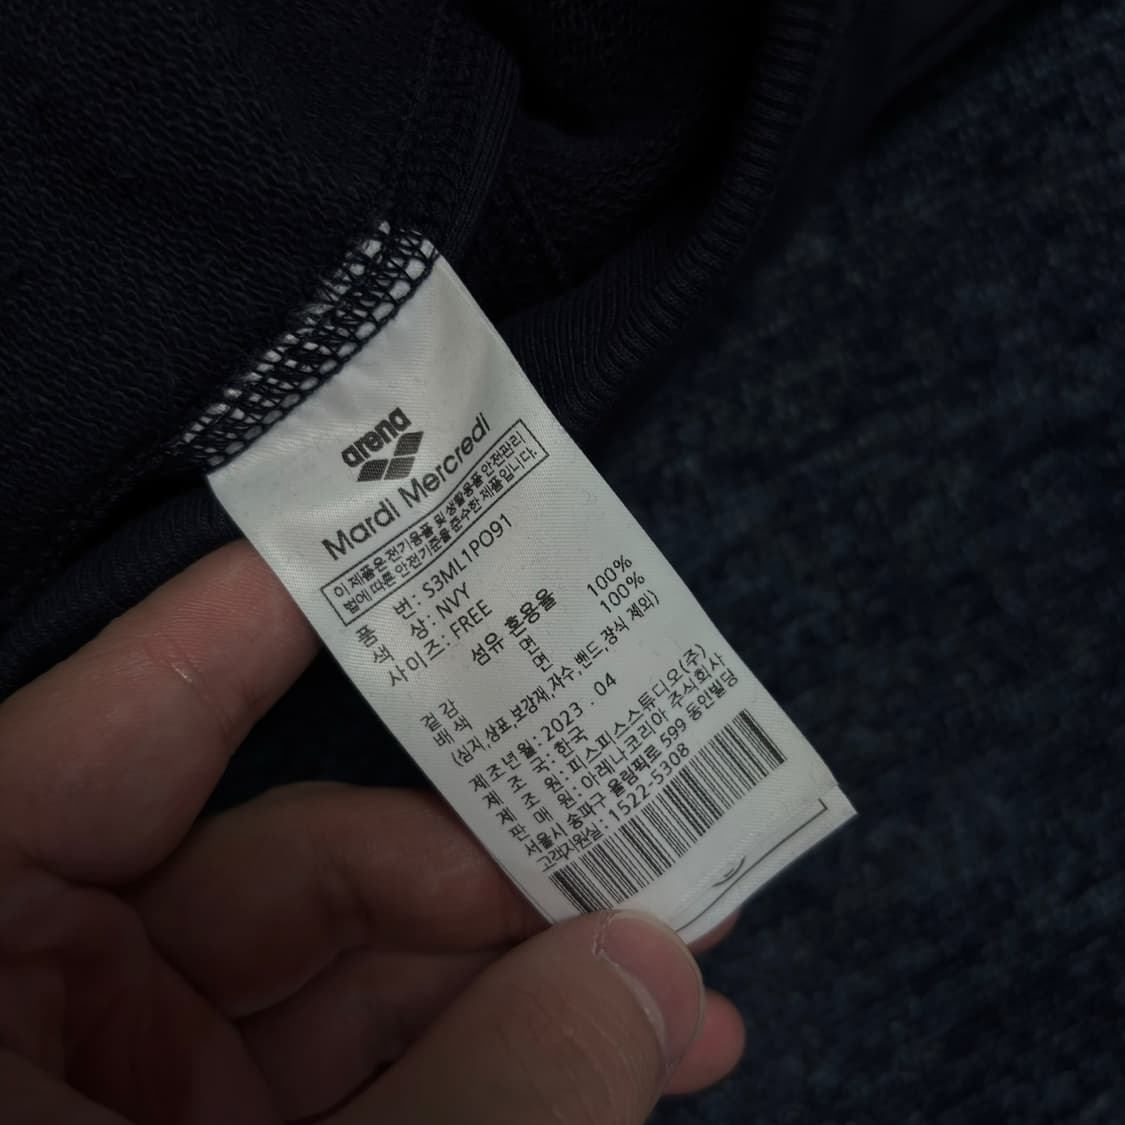 arena
Mardi Mercredi
이 제품은 전기용품 및 생활용품 안전관리
법에 따른 안전기준을 준수한 제품입니다.
품 번: S3ML1PO91
색 상: NVY
사이즈: FREE
섬유 혼용율
겉감 면 100%
배색 면 100%
(심지,상표,보강재,자수,밴드,장식 제외)
제조년월: 2023 . 04
제 조 국: 한국
제 조 원: 피스피스스튜디오(주)
판 매 원: 아레나코리아 주식회사
서울시 송파구 올림픽로 599 동인빌딩
고객지원실: 1522-5308